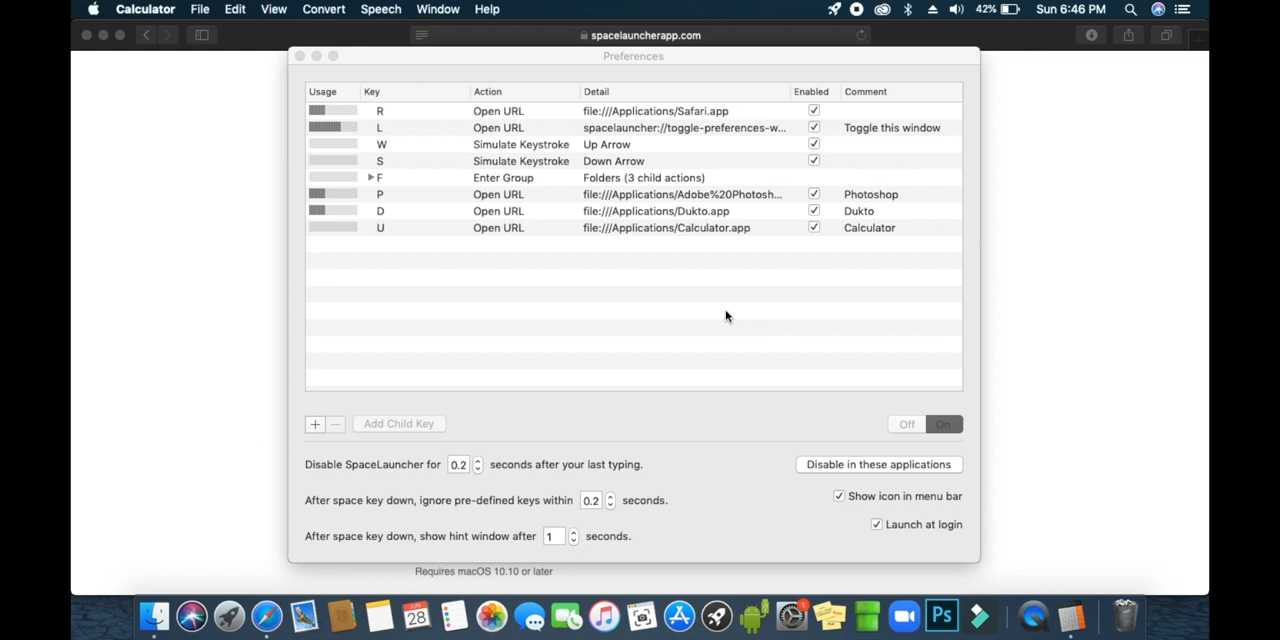 Calculator File Edit View Convert Speech Window Help 42% Sun 6:46 PM
spacelauncherapp.com
Preferences
Usage Key Action Detail Enabled Comment
R Open URL file:///Applications/Safari.app
L Open URL spacelauncher://toggle-preferences-w... Toggle this window
W Simulate Keystroke Up Arrow
S Simulate Keystroke Down Arrow
F Enter Group Folders (3 child actions)
P Open URL file:///Applications/Adobe%20Photosh... Photoshop
D Open URL file:///Applications/Dukto.app Dukto
U Open URL file:///Applications/Calculator.app Calculator
+ − Add Child Key Off On
Disable SpaceLauncher for 0.2 seconds after your last typing. Disable in these applications
After space key down, ignore pre-defined keys within 0.2 seconds. Show icon in menu bar
Launch at login
After space key down, show hint window after 1 seconds.
Requires macOS 10.10 or later
JUN
28
1
Ps